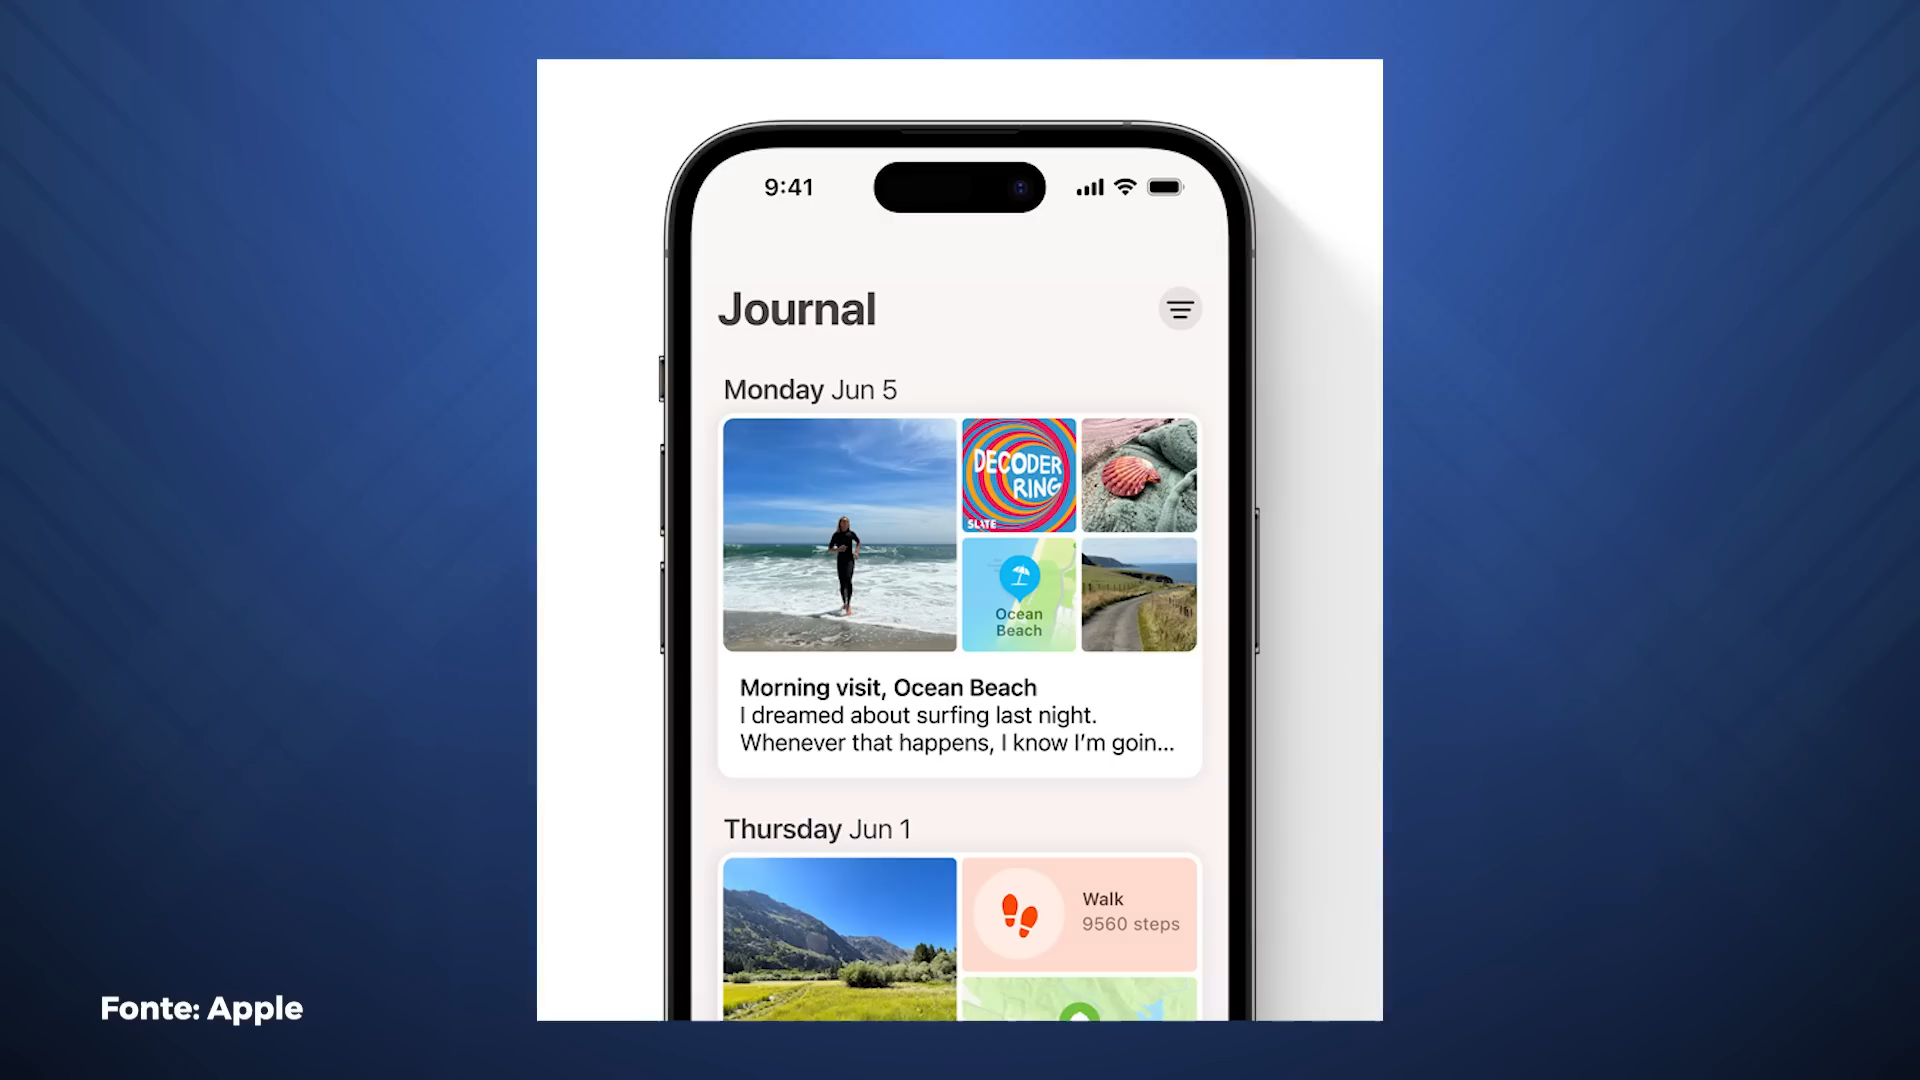 9:41
Journal
Monday Jun 5
DECODER
RING
SLATE
Ocean
Beach
Morning visit, Ocean Beach
I dreamed about surfing last night.
Whenever that happens, I know I'm goin...
Thursday Jun 1
Walk
9560 steps
Fonte: Apple